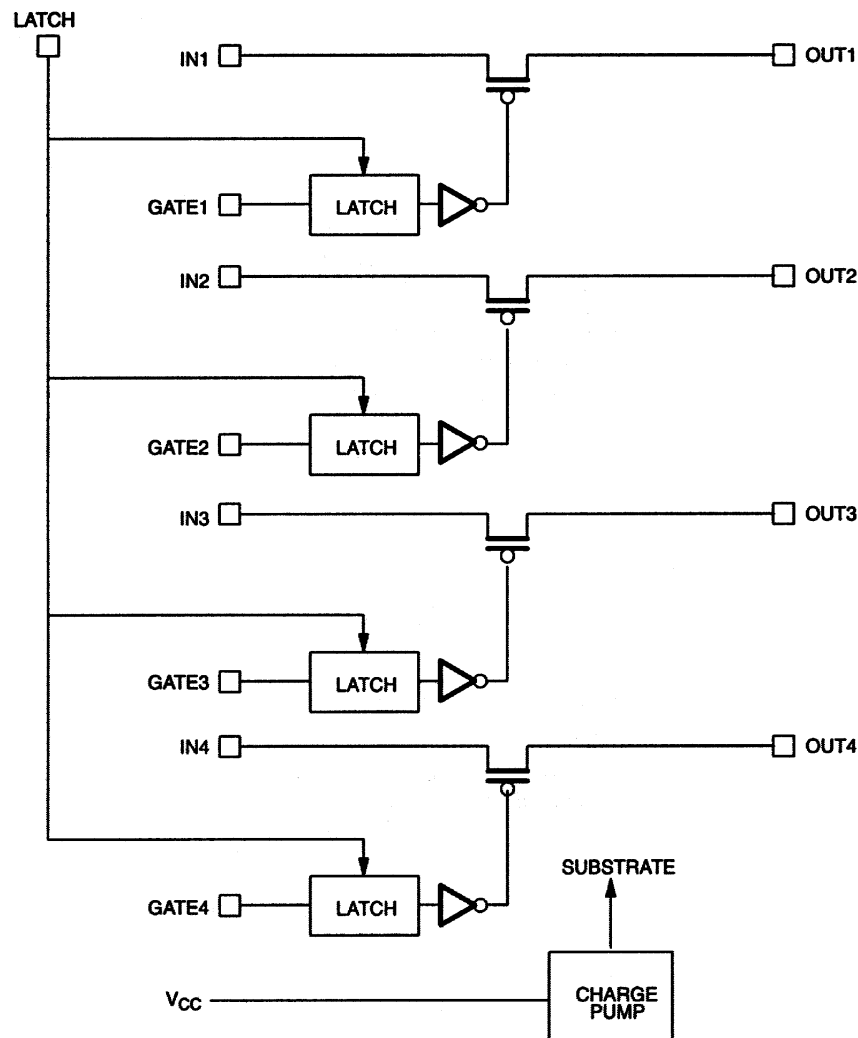 LATCH
IN1
OUT1
GATE1
LATCH
IN2
OUT2
GATE2
LATCH
IN3
OUT3
GATE3
LATCH
IN4
OUT4
GATE4
LATCH
SUBSTRATE
VCC
CHARGE
PUMP